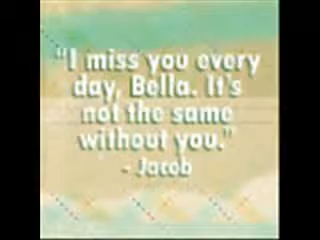 "I miss you every
day, Bella. It's
not the same
without you."
- Jacob